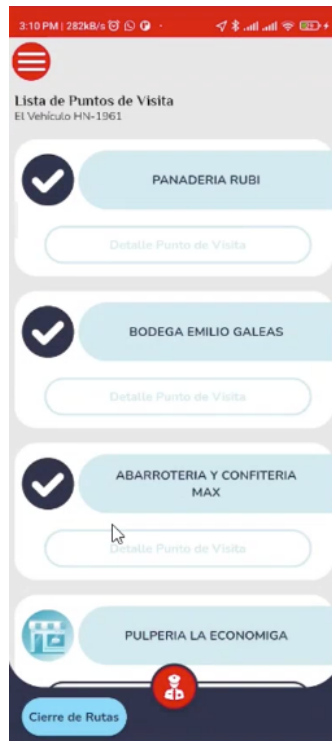 3:10 PM | 282kB/s
Lista de Puntos de Visita
El Vehículo HN-1961
PANADERIA RUBI
Detalle Punto de Visita
BODEGA EMILIO GALEAS
Detalle Punto de Visita
ABARROTERIA Y CONFITERIA
MAX
Detalle Punto de Visita
PULPERIA LA ECONOMIGA
Cierre de Rutas